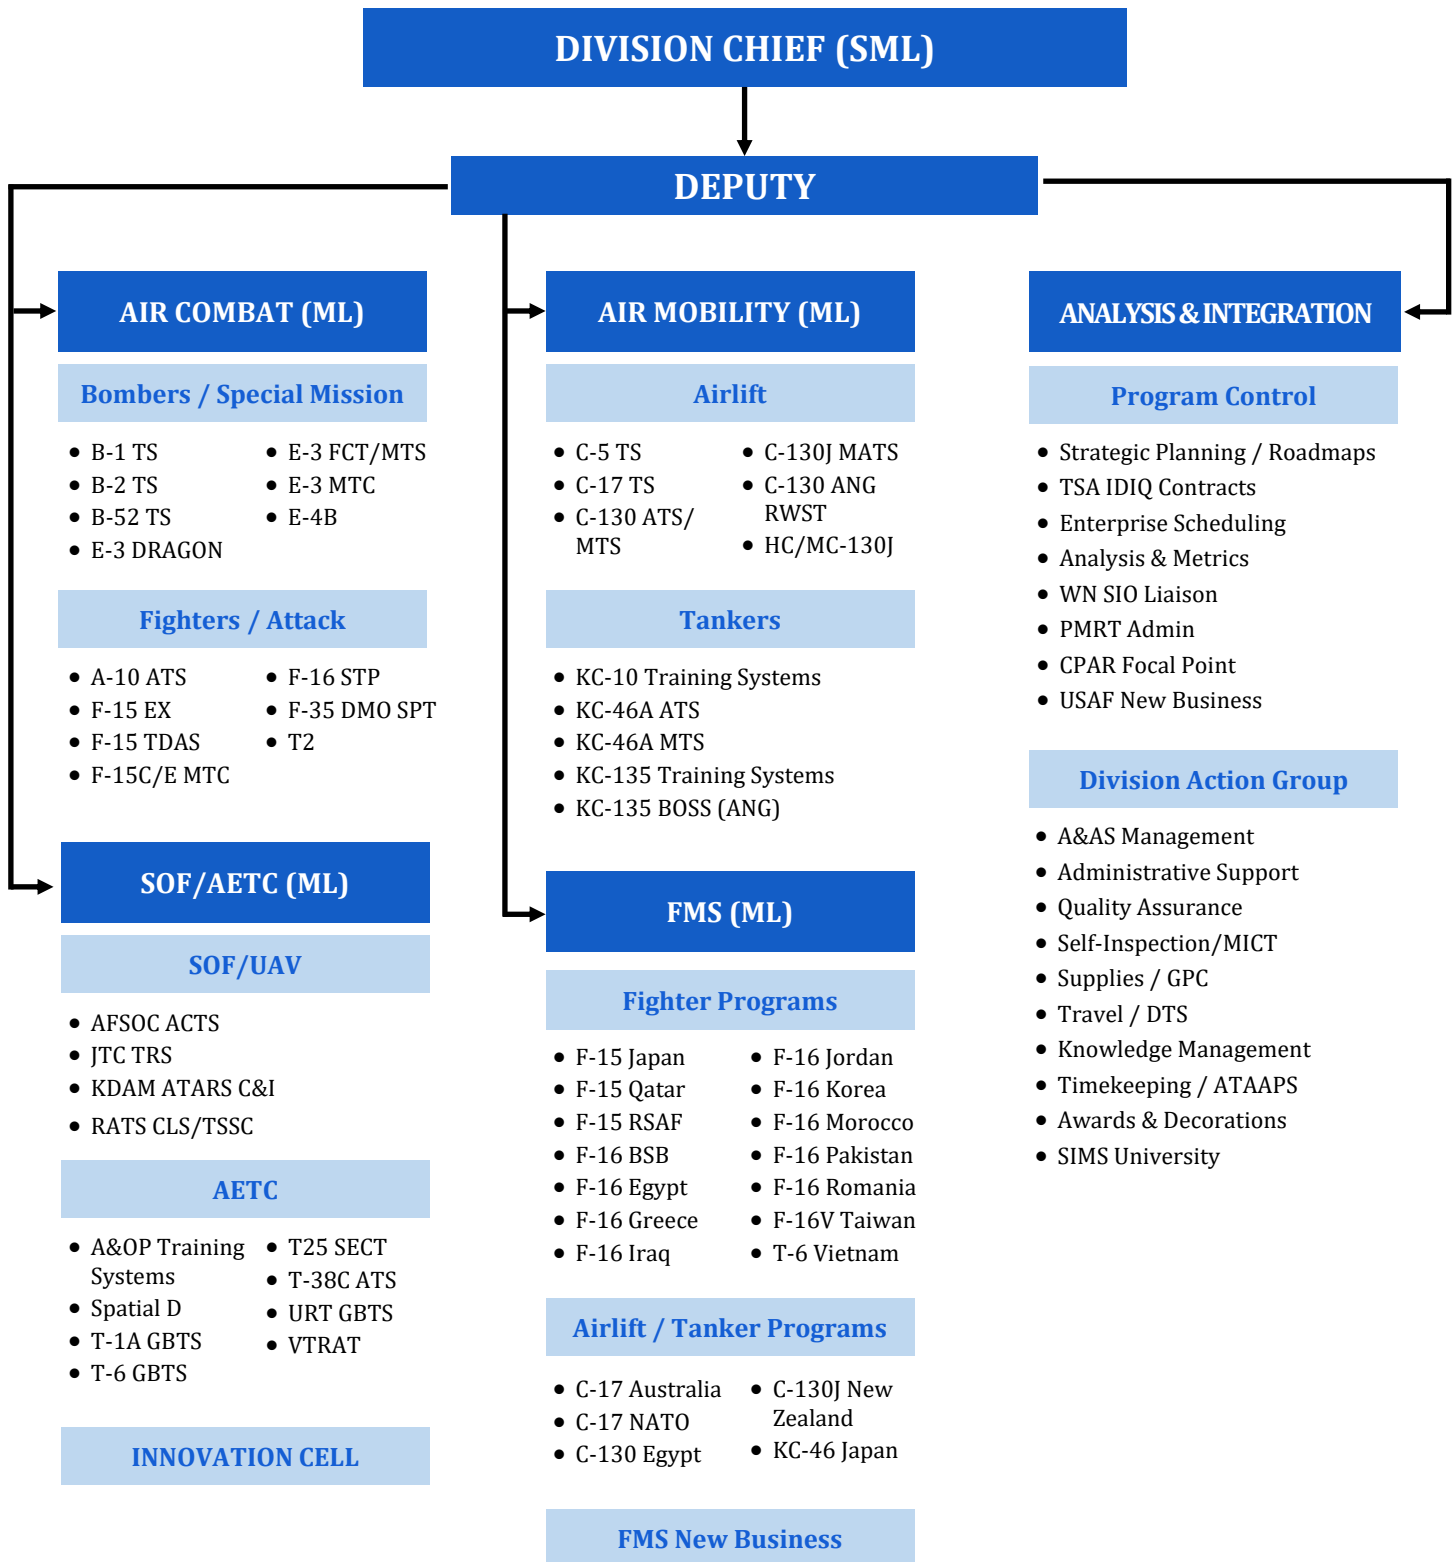 DIVISION CHIEF (SML)
DEPUTY
AIR COMBAT (ML)
Bombers / Special Mission
• B-1 TS
• B-2 TS
• B-52 TS
• E-3 DRAGON
• E-3 FCT/MTS
• E-3 MTC
• E-4B
Fighters / Attack
• A-10 ATS
• F-15 EX
• F-15 TDAS
• F-15C/E MTC
• F-16 STP
• F-35 DMO SPT
• T2
SOF/AETC (ML)
SOF/UAV
• AFSOC ACTS
• JTC TRS
• KDAM ATARS C&I
• RATS CLS/TSSC
AETC
• A&OP Training
Systems
• Spatial D
• T-1A GBTS
• T-6 GBTS
• T25 SECT
• T-38C ATS
• URT GBTS
• VTRAT
INNOVATION CELL
AIR MOBILITY (ML)
Airlift
• C-5 TS
• C-17 TS
• C-130 ATS/
MTS
• C-130J MATS
• C-130 ANG
RWST
• HC/MC-130J
Tankers
• KC-10 Training Systems
• KC-46A ATS
• KC-46A MTS
• KC-135 Training Systems
• KC-135 BOSS (ANG)
FMS (ML)
Fighter Programs
• F-15 Japan
• F-15 Qatar
• F-15 RSAF
• F-16 BSB
• F-16 Egypt
• F-16 Greece
• F-16 Iraq
• F-16 Jordan
• F-16 Korea
• F-16 Morocco
• F-16 Pakistan
• F-16 Romania
• F-16V Taiwan
• T-6 Vietnam
Airlift / Tanker Programs
• C-17 Australia
• C-17 NATO
• C-130 Egypt
• C-130J New
Zealand
• KC-46 Japan
FMS New Business
ANALYSIS & INTEGRATION
Program Control
• Strategic Planning / Roadmaps
• TSA IDIQ Contracts
• Enterprise Scheduling
• Analysis & Metrics
• WN SIO Liaison
• PMRT Admin
• CPAR Focal Point
• USAF New Business
Division Action Group
• A&AS Management
• Administrative Support
• Quality Assurance
• Self-Inspection/MICT
• Supplies / GPC
• Travel / DTS
• Knowledge Management
• Timekeeping / ATAAPS
• Awards & Decorations
• SIMS University